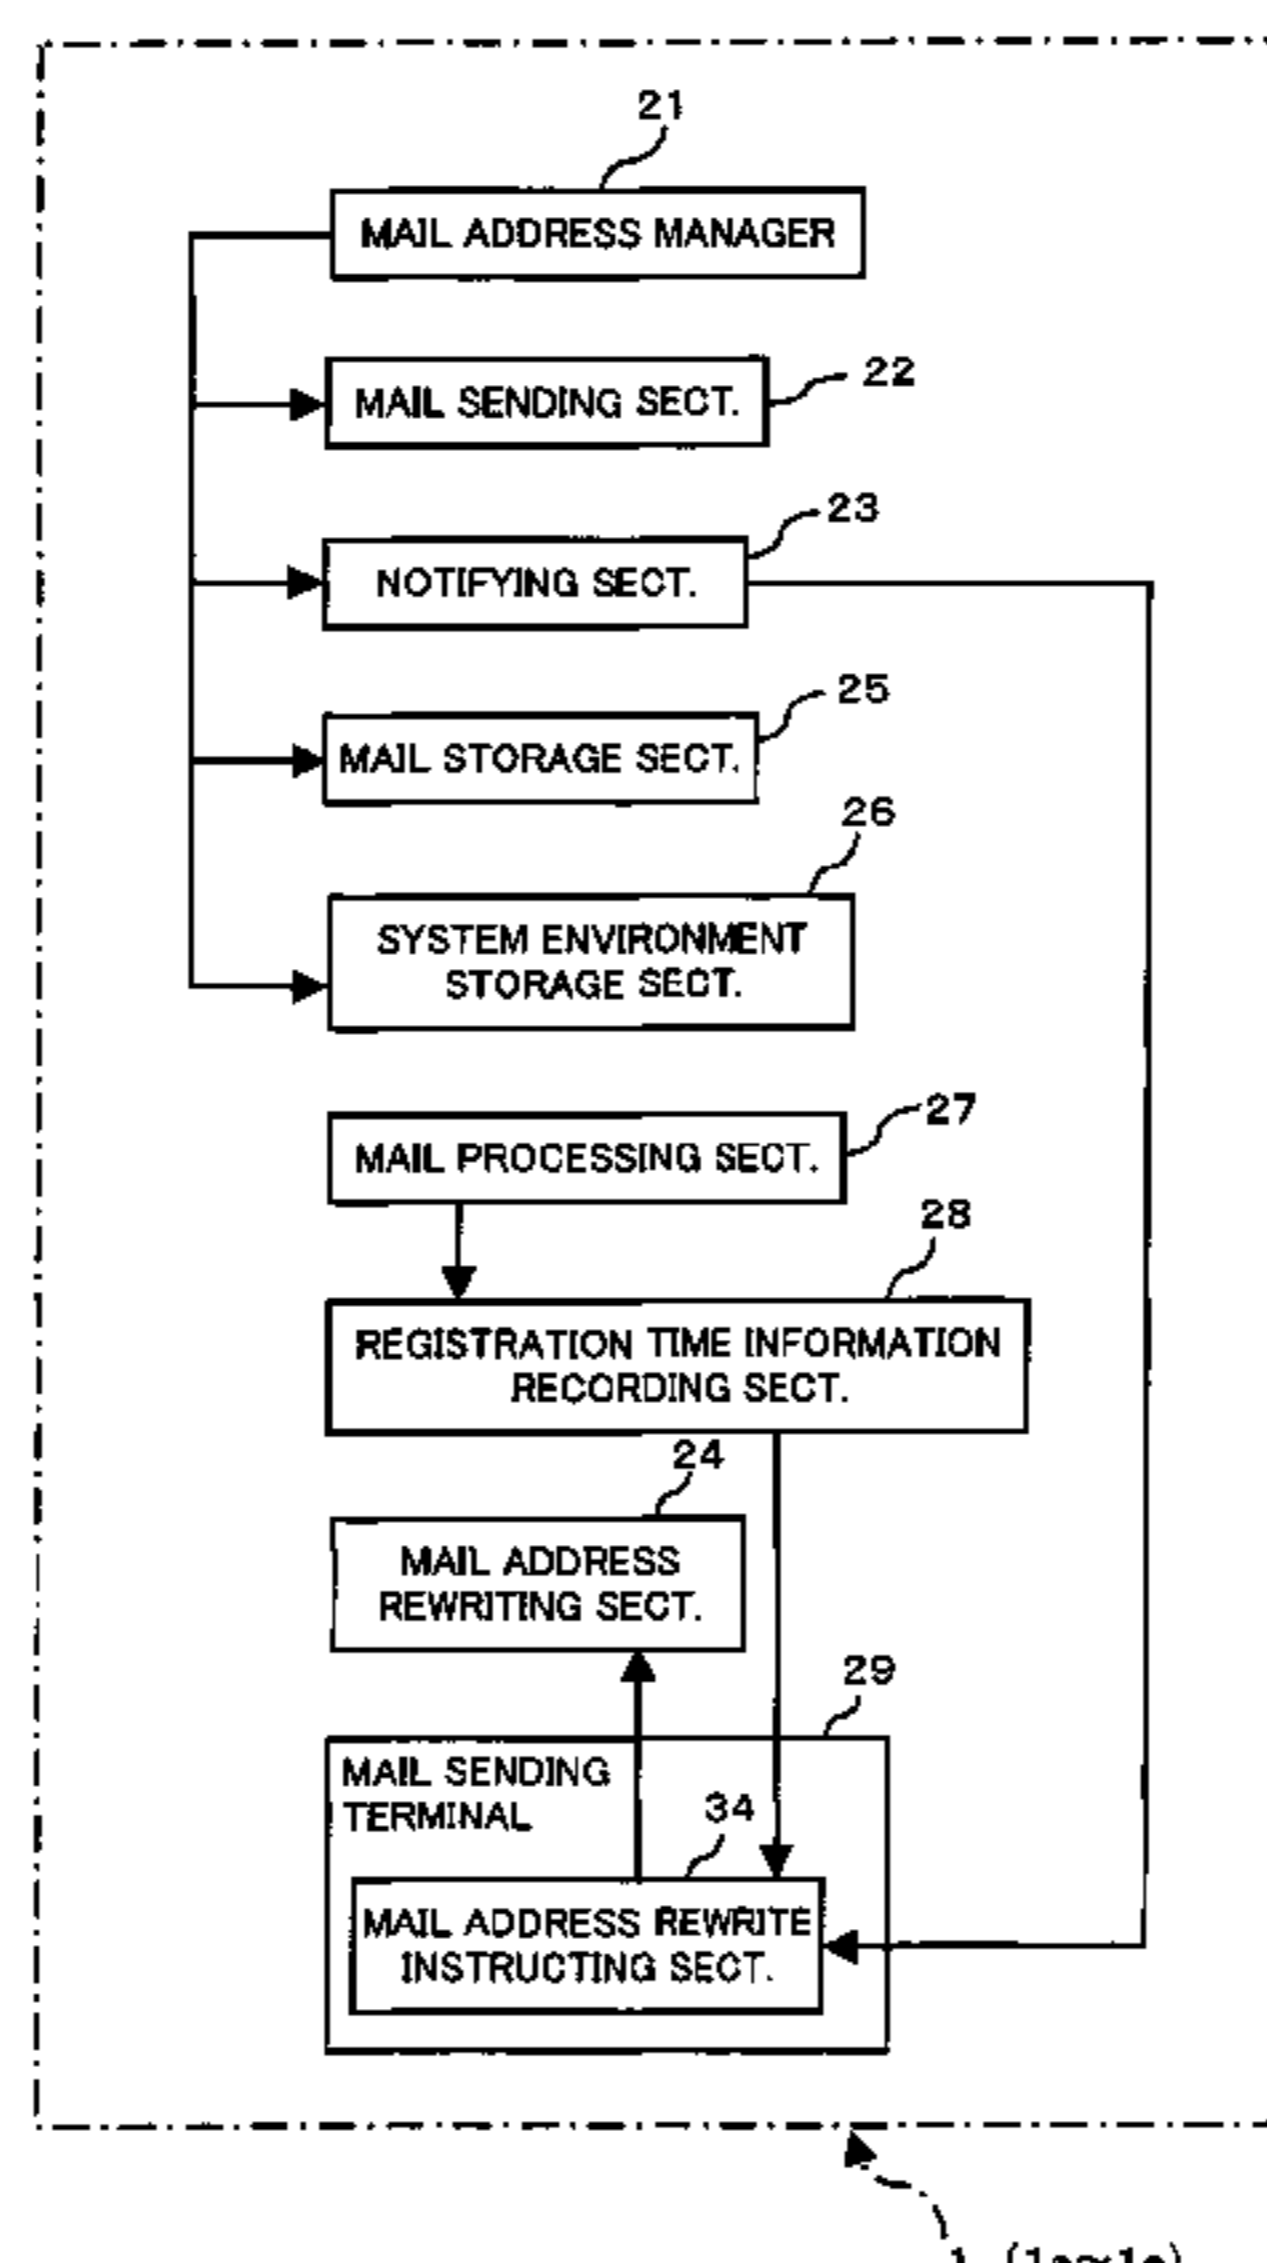 21
MAIL ADDRESS MANAGER
22
MAIL SENDING SECT.
23
NOTIFYING SECT.
25
MAIL STORAGE SECT.
26
SYSTEM ENVIRONMENT
STORAGE SECT.
27
MAIL PROCESSING SECT.
28
REGISTRATION TIME INFORMATION
RECORDING SECT.
24
MAIL ADDRESS
REWRITING SECT.
29
MAIL SENDING
TERMINAL
34
MAIL ADDRESS REWRITE
INSTRUCTING SECT.